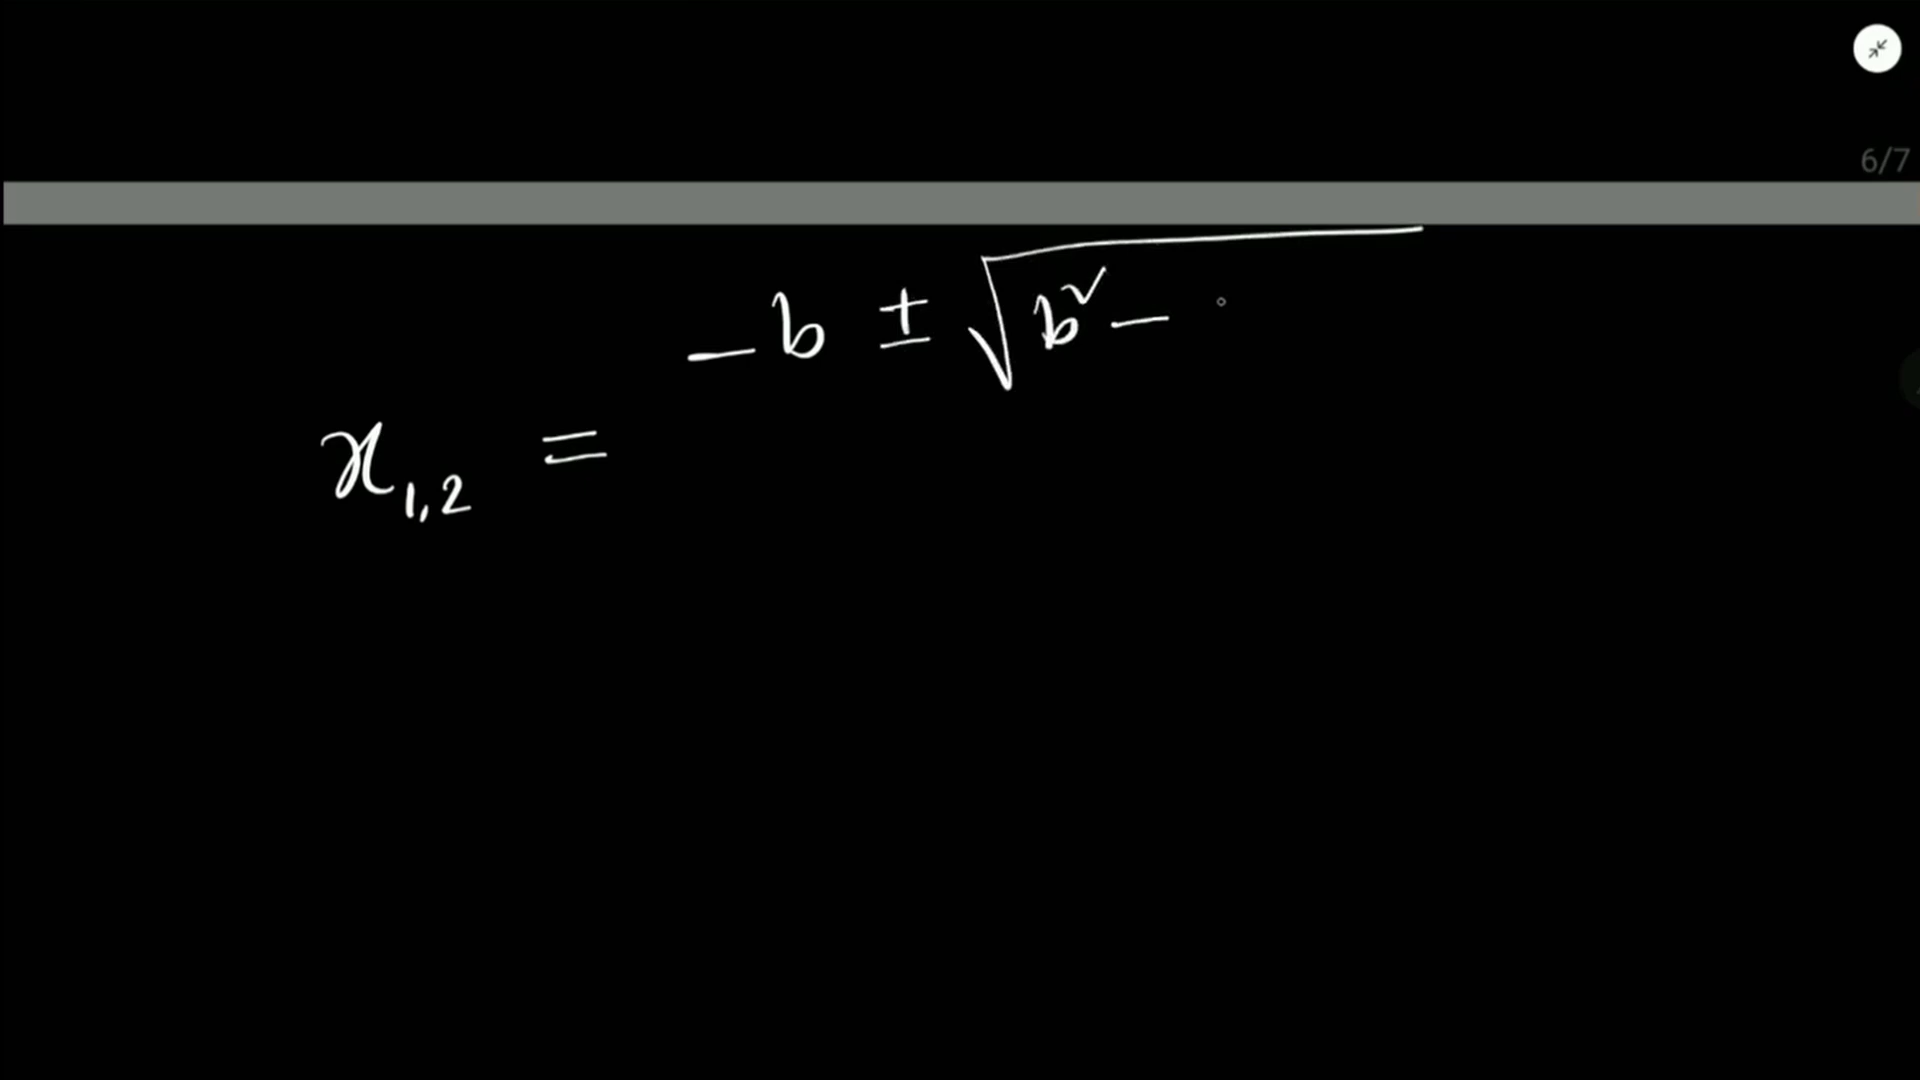 6/7
−b ± √b² −
x₁,₂ =